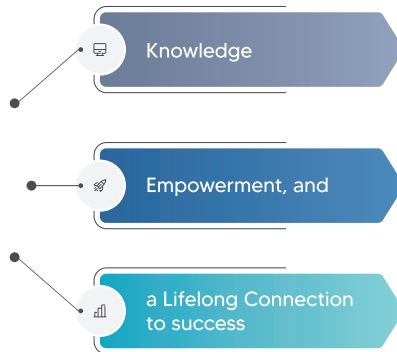 Knowledge
Empowerment, and
a Lifelong Connection
to success